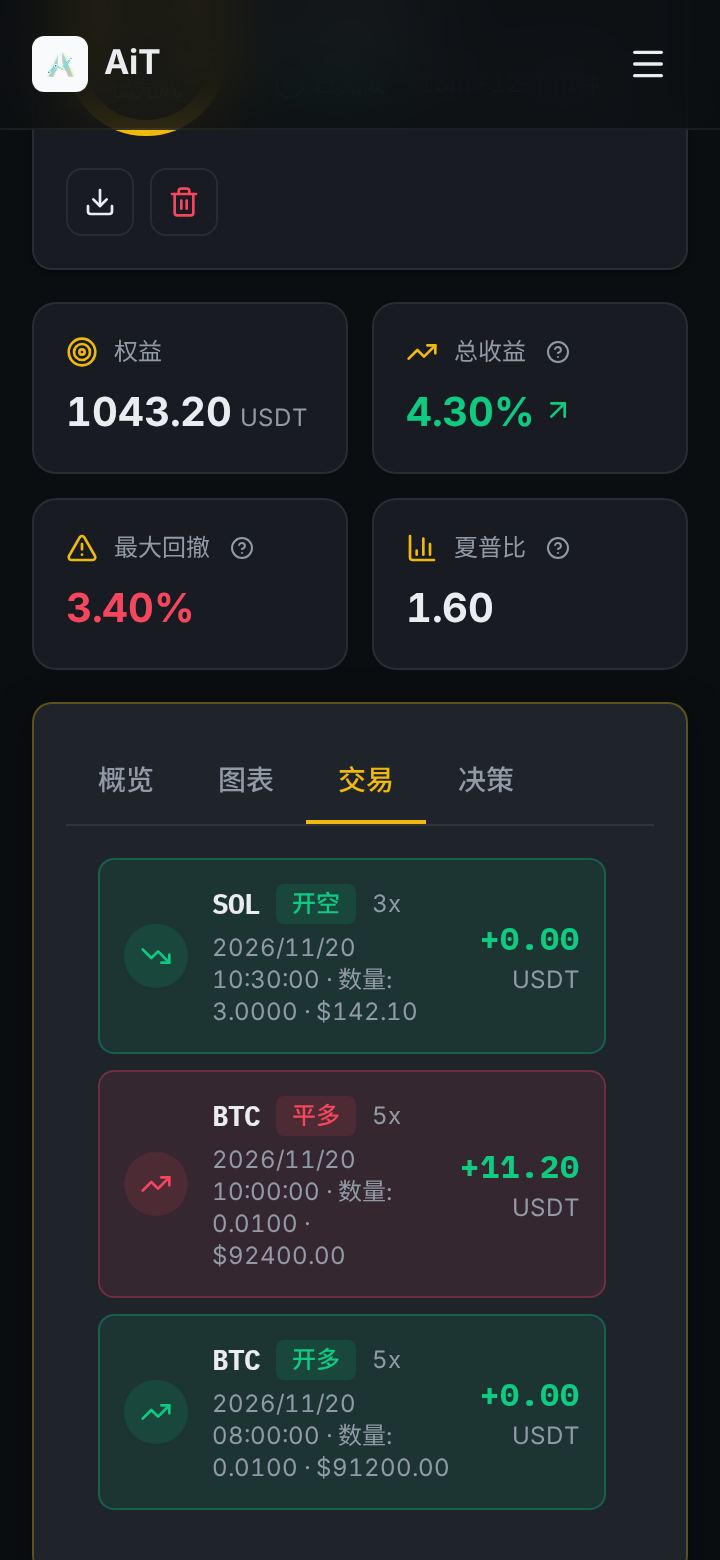 AiT
权益
1043.20 USDT
总收益
4.30%
最大回撤
3.40%
夏普比
1.60
概览 图表 交易 决策
SOL 开空 3x
2026/11/20
10:30:00 · 数量:
3.0000 · $142.10
+0.00
USDT
BTC 平多 5x
2026/11/20
10:00:00 · 数量:
0.0100 ·
$92400.00
+11.20
USDT
BTC 开多 5x
2026/11/20
08:00:00 · 数量:
0.0100 · $91200.00
+0.00
USDT